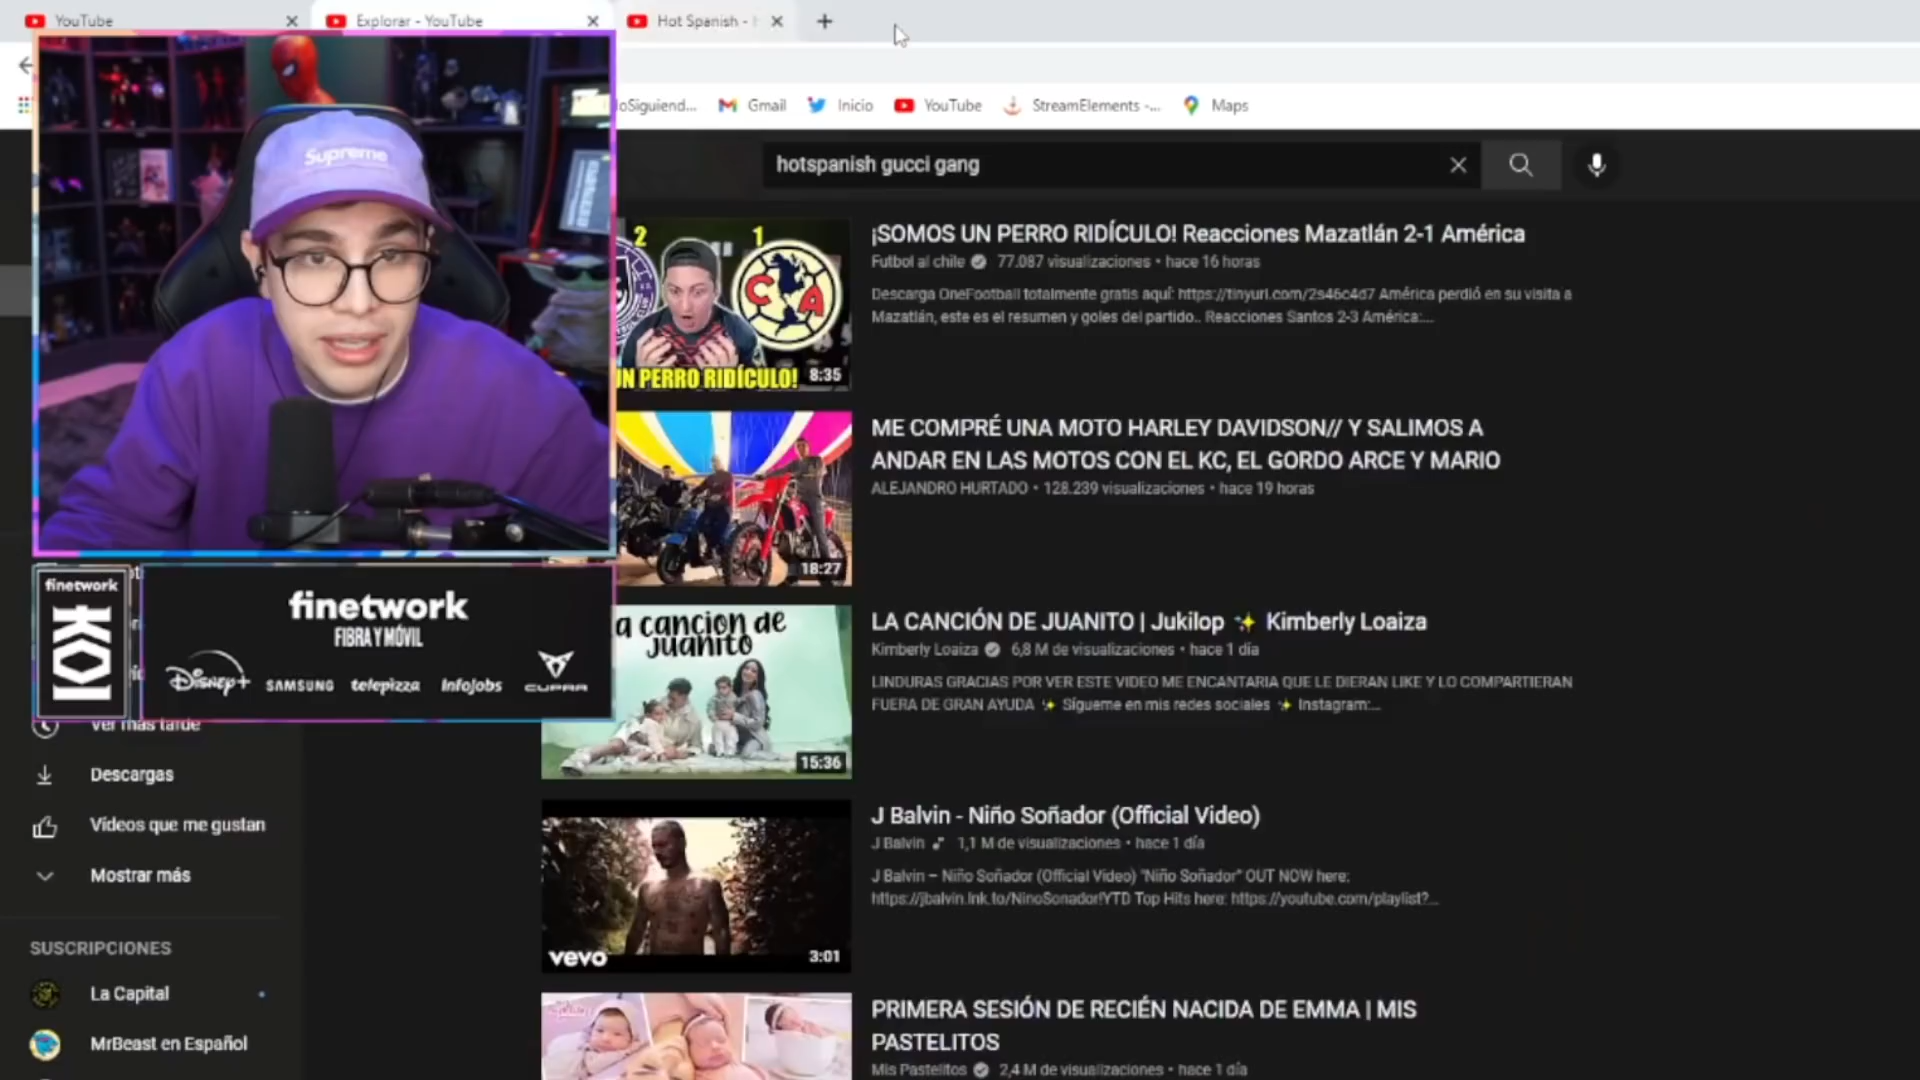 YouTube
Explorar - YouTube
Hot Spanish -
Gmail
Inicio
YouTube
StreamElements -...
Maps
hotspanish gucci gang
Supreme
2 1
UN PERRO RIDÍCULO!
8:35
¡SOMOS UN PERRO RIDÍCULO! Reacciones Mazatlán 2-1 América
Futbol al chile 77.087 visualizaciones • hace 16 horas
Descarga OneFootball totalmente gratis aquí: https://tinyurl.com/2s46c4d7 América perdió en su visita a
Mazatlán, este es el resumen y goles del partido.. Reacciones Santos 2-3 América:...
18:27
ME COMPRÉ UNA MOTO HARLEY DAVIDSON// Y SALIMOS A
ANDAR EN LAS MOTOS CON EL KC, EL GORDO ARCE Y MARIO
ALEJANDRO HURTADO • 128.239 visualizaciones • hace 19 horas
finetwork
KOI
finetwork
FIBRA Y MÓVIL
Disney+ SAMSUNG telepizza InfoJobs CUPRA
a canción de
juanito
15:36
LA CANCIÓN DE JUANITO | Jukilop ✨ Kimberly Loaiza
Kimberly Loaiza 6,8 M de visualizaciones • hace 1 día
LINDURAS GRACIAS POR VER ESTE VIDEO ME ENCANTARIA QUE LE DIERAN LIKE Y LO COMPARTIERAN
FUERA DE GRAN AYUDA ✨ Sígueme en mis redes sociales ✨ Instagram:...
Ver más tarde
Descargas
Vídeos que me gustan
Mostrar más
SUSCRIPCIONES
La Capital
MrBeast en Español
vevo
3:01
J Balvin - Niño Soñador (Official Video)
J Balvin 1,1 M de visualizaciones • hace 1 día
J Balvin – Niño Soñador (Official Video) "Niño Soñador" OUT NOW here:
https://jbalvin.lnk.to/NinoSonador!YTD Top Hits here: https://youtube.com/playlist?...
PRIMERA SESIÓN DE RECIÉN NACIDA DE EMMA | MIS
PASTELITOS
Mis Pastelitos 2,4 M de visualizaciones • hace 1 día